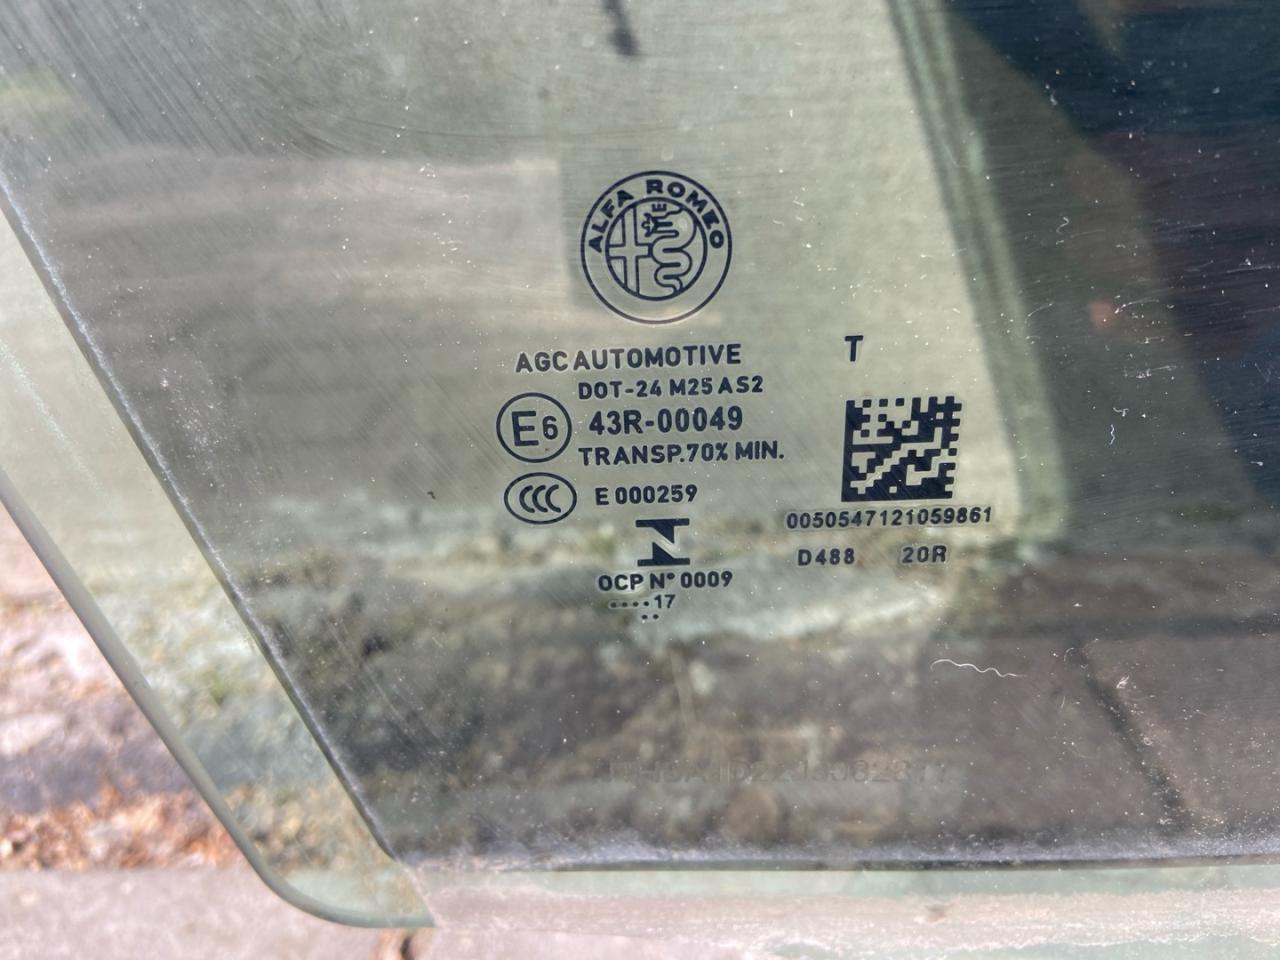 ALFA ROMEO
AGC AUTOMOTIVE
DOT-24 M25 AS2
E6 43R-00049
TRANSP.70% MIN.
CCC E 000259
OCP N° 0009
....17
..
T
0050547121059861
D488 20R